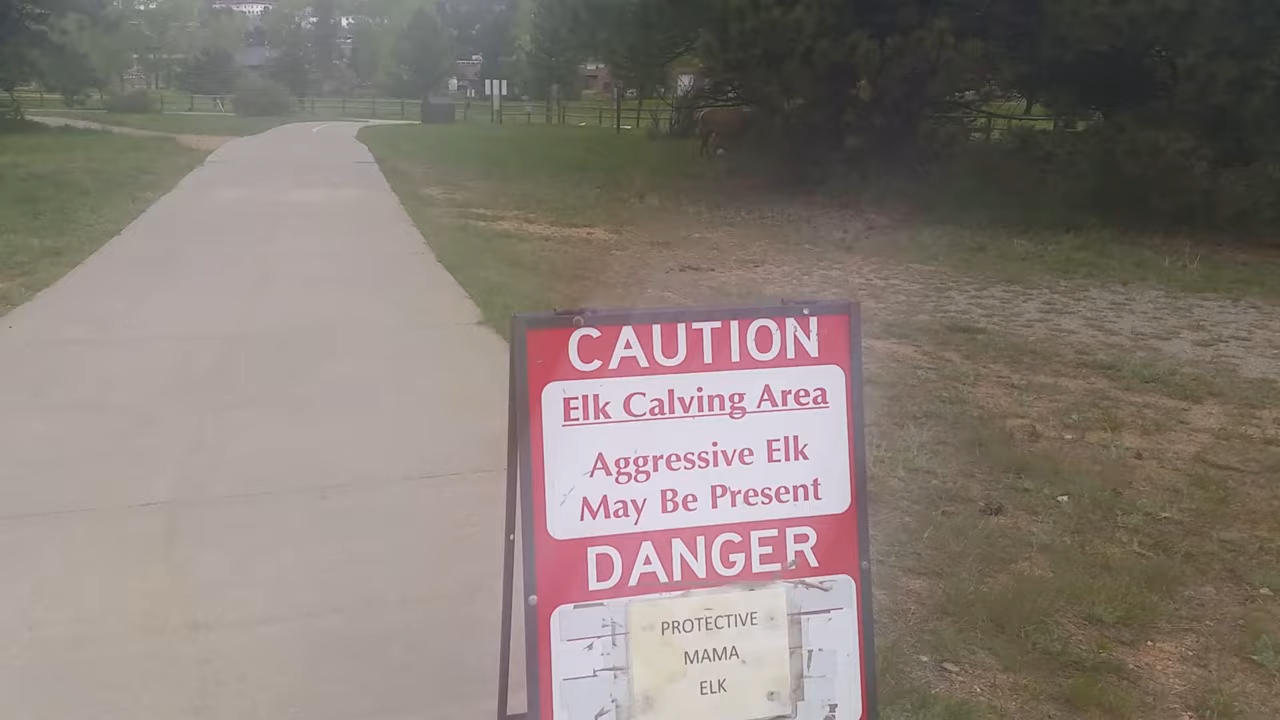 CAUTION
Elk Calving Area
Aggressive Elk
May Be Present
DANGER
PROTECTIVE
MAMA
ELK